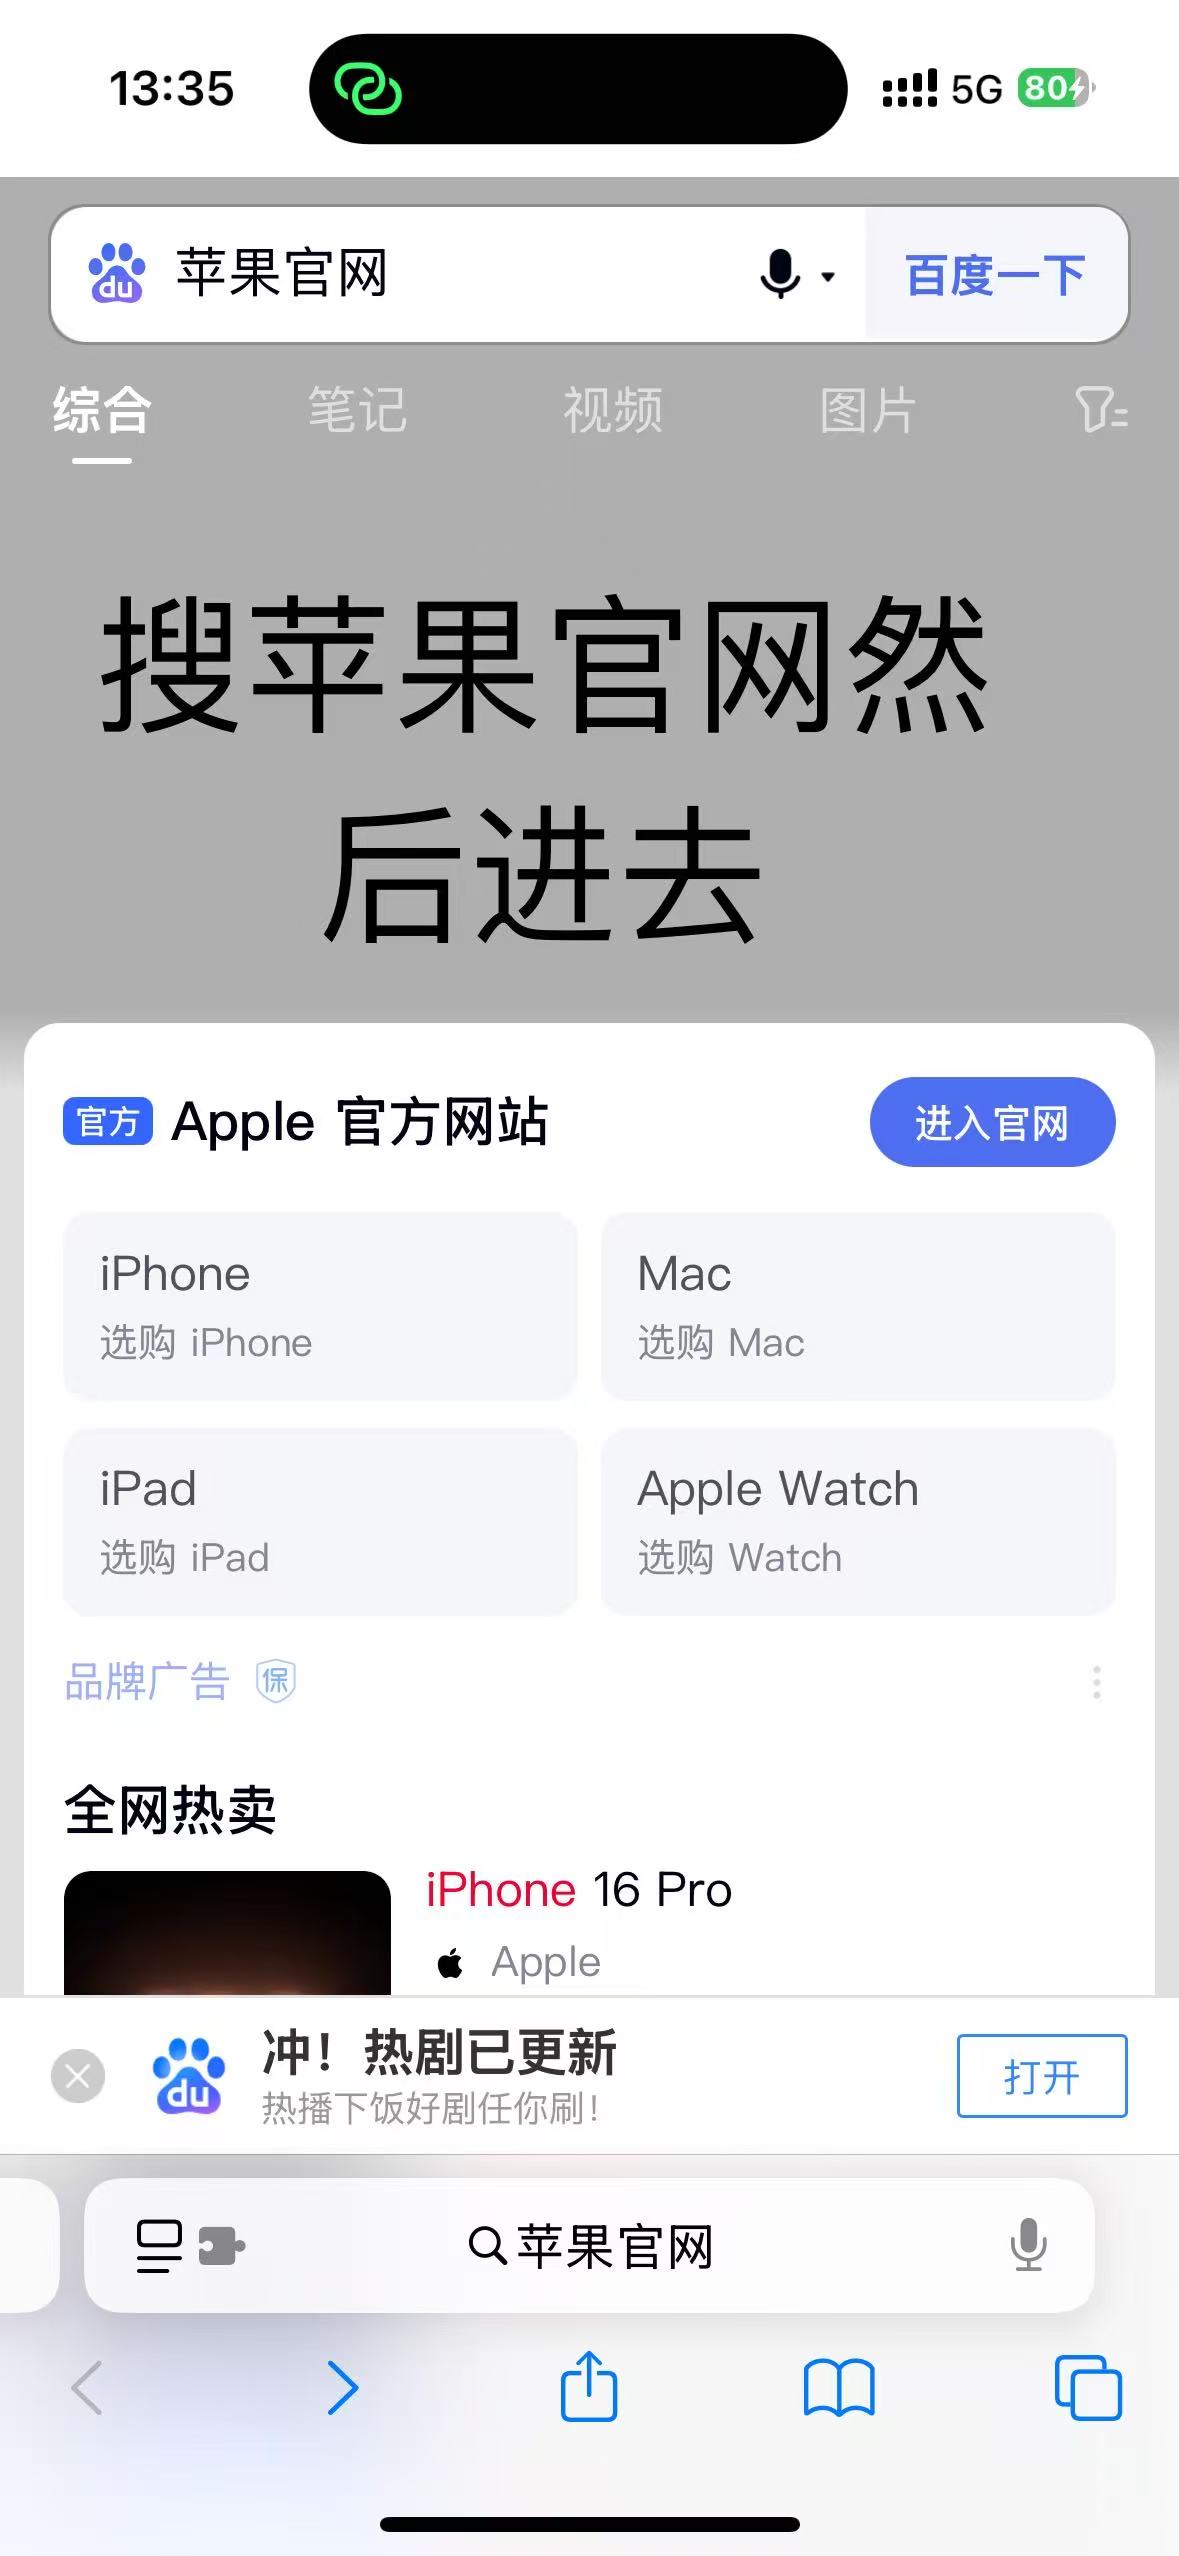 13:35
5G 80
du 苹果官网 百度一下
综合 笔记 视频 图片
搜苹果官网然
后进去
官方 Apple 官方网站 进入官网
iPhone
选购 iPhone
Mac
选购 Mac
iPad
选购 iPad
Apple Watch
选购 Watch
品牌广告 保
全网热卖
iPhone 16 Pro
Apple
du 冲！热剧已更新
热播下饭好剧任你刷！
打开
苹果官网